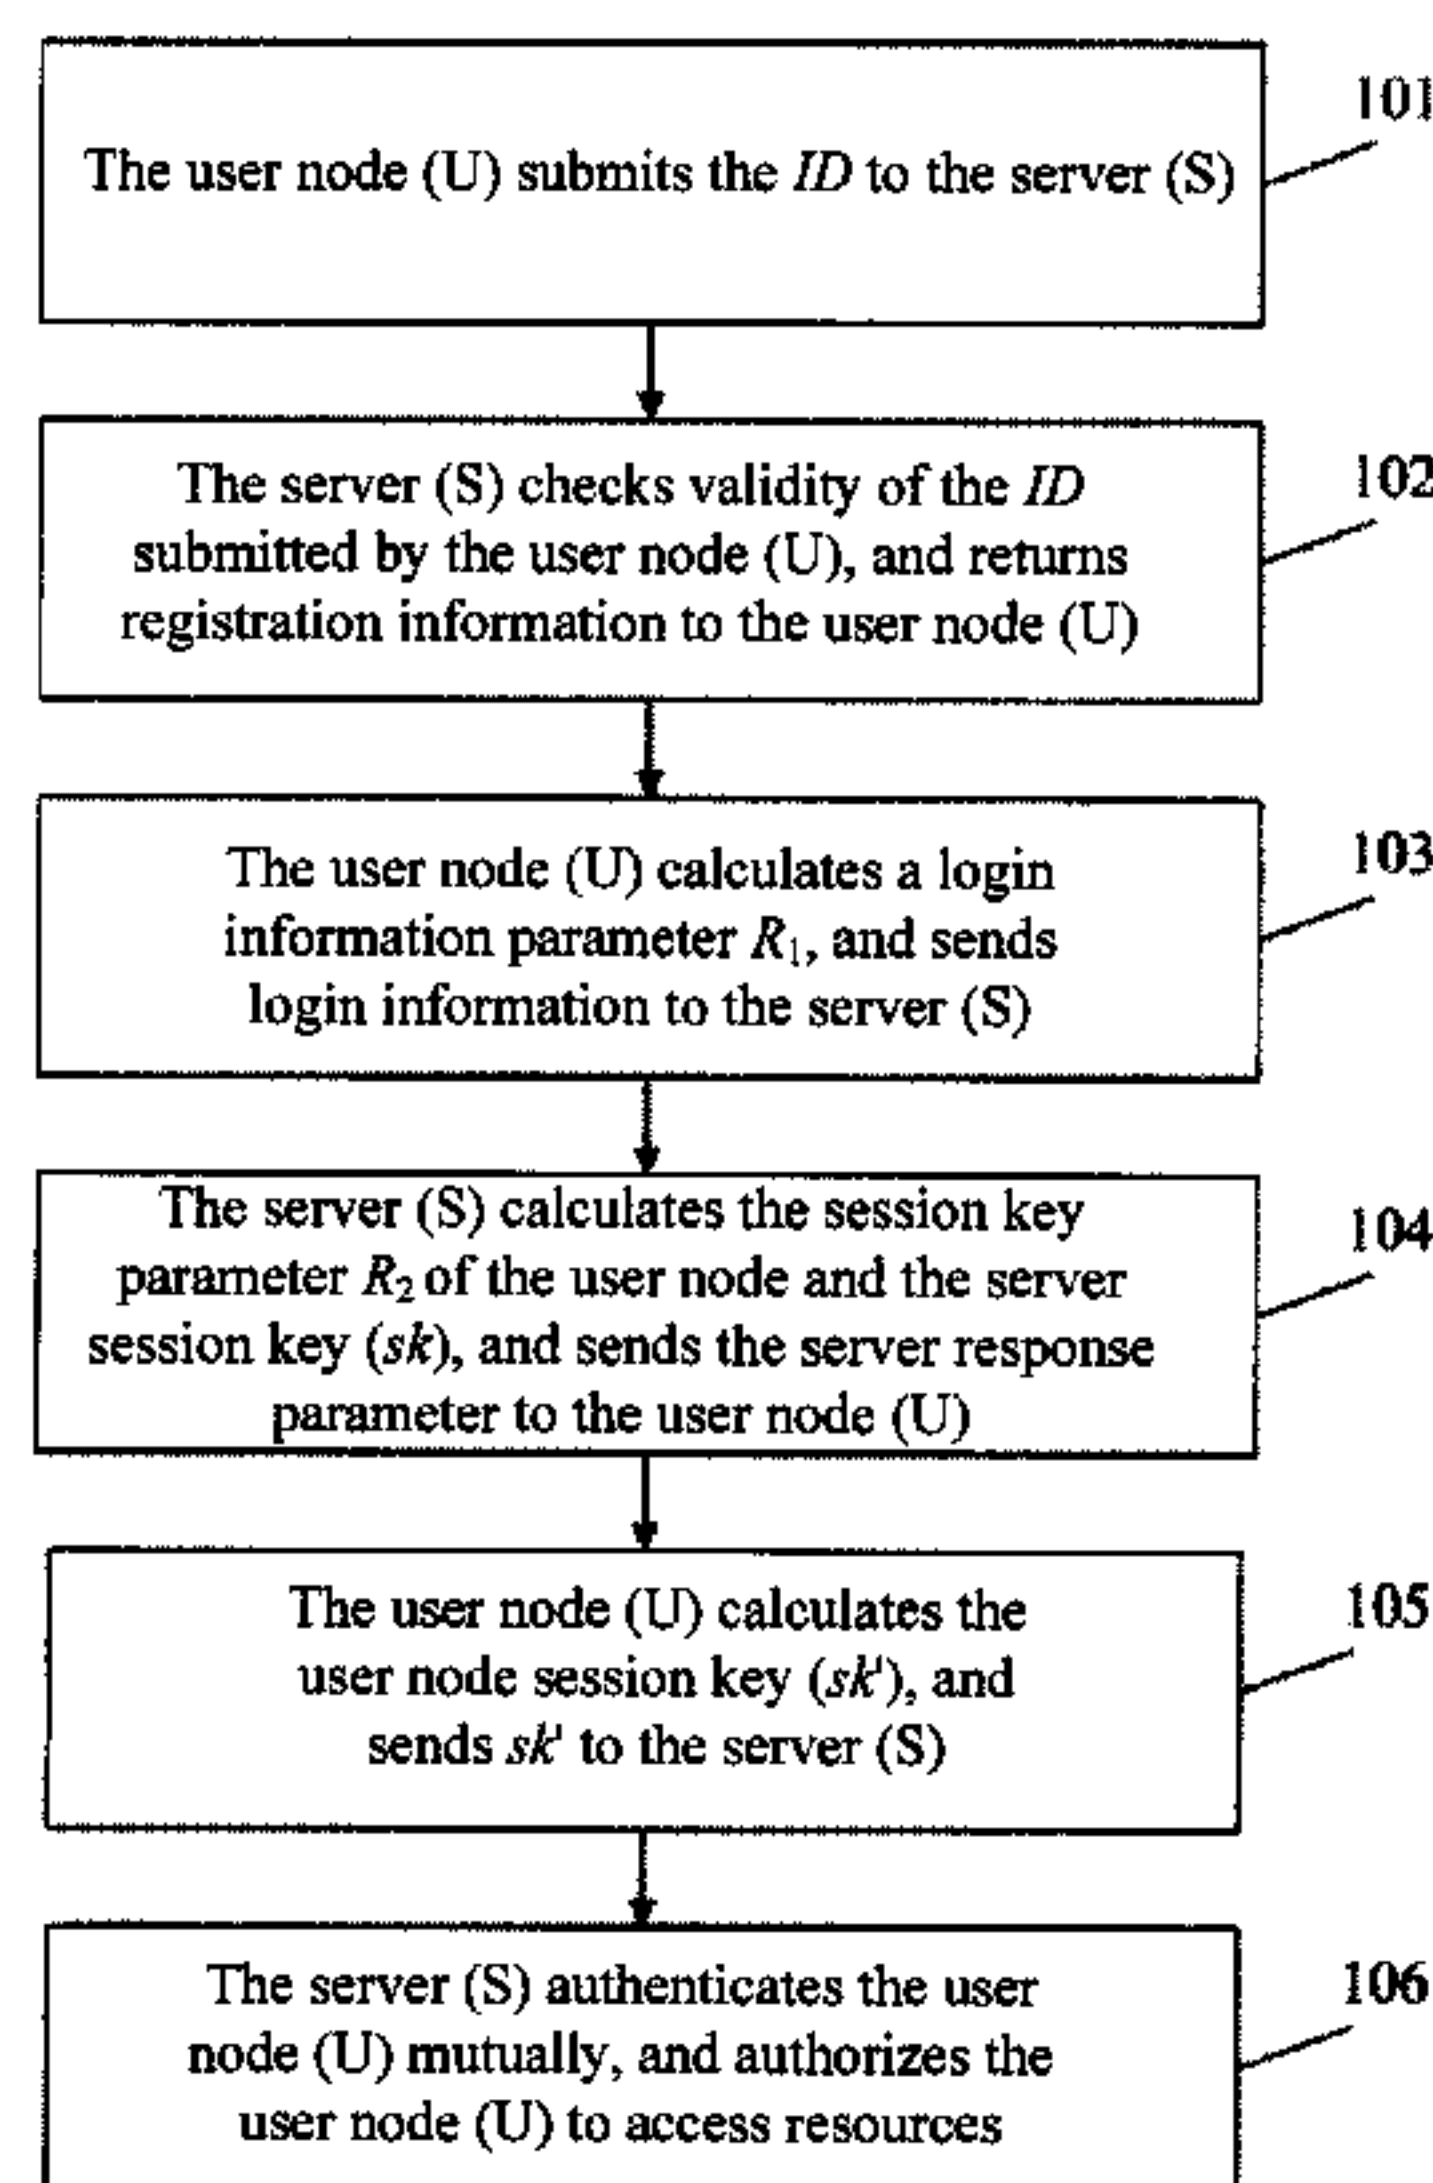 101
The user node (U) submits the ID to the server (S)
102
The server (S) checks validity of the ID
submitted by the user node (U), and returns
registration information to the user node (U)
103
The user node (U) calculates a login
information parameter R₁, and sends
login information to the server (S)
104
The server (S) calculates the session key
parameter R₂ of the user node and the server
session key (sk), and sends the server response
parameter to the user node (U)
105
The user node (U) calculates the
user node session key (sk'), and
sends sk' to the server (S)
106
The server (S) authenticates the user
node (U) mutually, and authorizes the
user node (U) to access resources